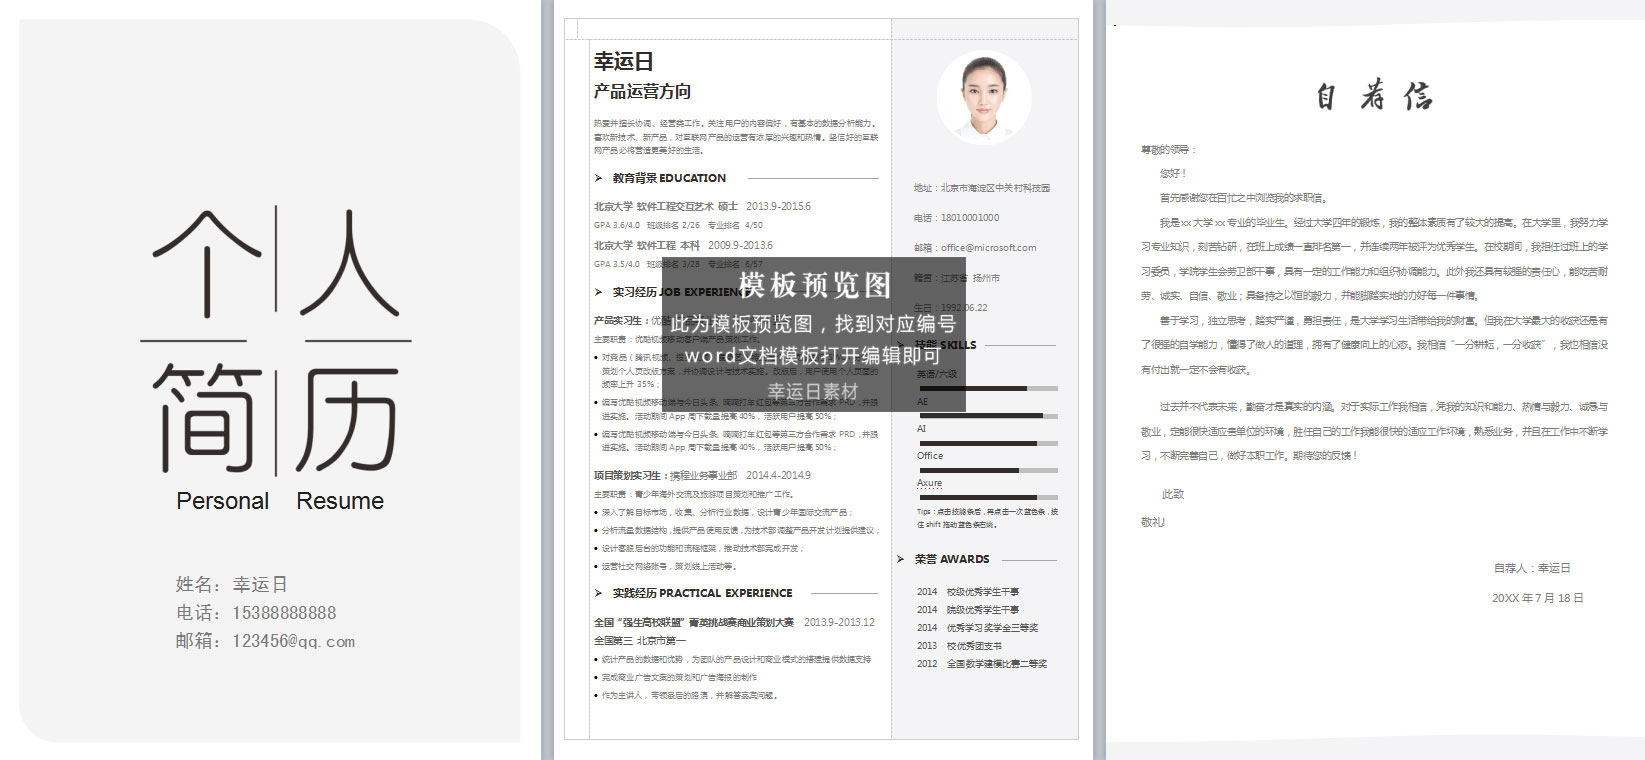 个人
简历
Personal Resume
姓名：幸运日
电话：15388888888
邮箱：123456@qq.com
幸运日
产品运营方向
热爱并擅长协调、经营类工作。关注用户的内容偏好，有基本的数据分析能力。
喜欢新技术、新产品，对互联网产品的运营有浓厚的兴趣和热情。坚信好的互联
网产品必将营造更美好的生活。
教育背景 EDUCATION
北京大学 软件工程交互艺术 硕士 2013.9-2015.6
GPA 3.6/4.0 班级排名 2/26 专业排名 4/50
北京大学 软件工程 本科 2009.9-2013.6
GPA 3.5/4.0 班级排名 3/28 专业排名 6/57
实习经历 JOB EXPERIENC
产品实习生：优酷
主要职责：优酷视频移动客户端产品策划工作。
对竞品（腾讯视频、搜
策划个人页改版方案，并协调设计与技术实施。改版后，用户使用个人页面的
频率上升 35%；
编写优酷视频移动端与今日头条、嘀嘀打车红包等第三方合作需求 PRD，并跟
进实施。活动期间 App 周下载量提高 40%，活跃用户提高 50%；
编写优酷视频移动端与今日头条、嘀嘀打车红包等第三方合作需求 PRD，并跟
进实施。活动期间 App 周下载量提高 40%，活跃用户提高 50%；
项目策划实习生：携程业务事业部 2014.4-2014.9
主要职责：青少年海外交流及旅游项目策划和推广工作。
深入了解目标市场，收集、分析行业数据，设计青少年国际交流产品；
分析流量数据结构，提供产品使用反馈，为技术部调整产品开发计划提供建议；
设计客服后台的功能和流程框架，推动技术部完成开发；
运营社交网络账号，策划线上活动等。
实践经历 PRACTICAL EXPERIENCE
全国“强生高校联盟”菁英挑战赛商业策划大赛 2013.9-2013.12
全国第三 北京市第一
统计产品的数据和优势，为团队的产品设计和商业模式的搭建提供数据支持
完成商业广告文案的策划和广告海报的制作
作为主讲人，带领最后的路演，并解答嘉宾问题。
地址：北京市海淀区中关村科技园
电话：18010001000
邮箱：office@microsoft.com
籍贯：江苏省 扬州市
生日：1992.06.22
技能 SKILLS
英语/六级
AE
AI
Office
Axure
Tips：点击技能条后，再点击一次蓝色条，按
住 shift 拖动蓝色条右端。
荣誉 AWARDS
2014 校级优秀学生干事
2014 院级优秀学生干事
2014 优秀学习奖学金三等奖
2013 校优秀团支书
2012 全国数学建模比赛二等奖
模板预览图
此为模板预览图，找到对应编号
word文档模板打开编辑即可
幸运日素材
自荐信
尊敬的领导：
您好！
首先感谢您在百忙之中浏览我的求职信。
我是 xx 大学 xx 专业的毕业生。经过大学四年的锻炼，我的整体素质有了较大的提高。在大学里，我努力学
习专业知识，刻苦钻研，在班上成绩一直排名第一，并连续两年被评为优秀学生。在校期间，我担任过班上的学
习委员，学院学生会劳卫部干事，具有一定的工作能力和组织协调能力。此外我还具有较强的责任心，能吃苦耐
劳、诚实、自信、敬业；具备持之以恒的毅力，并能脚踏实地的办好每一件事情。
善于学习，独立思考，踏实严谨，勇担责任，是大学学习生活带给我的财富。但我在大学最大的收获还是有
了很强的自学能力，懂得了做人的道理，拥有了健康向上的心态。我相信“一分耕耘，一分收获”，我也相信没
有付出就一定不会有收获。
过去并不代表未来，勤奋才是真实的内涵。对于实际工作我相信，凭我的知识和能力、热情与毅力、诚恳与
敬业，定能很快适应贵单位的环境，胜任自己的工作我能很快的适应工作环境，熟悉业务，并且在工作中不断学
习，不断完善自己，做好本职工作。期待您的反馈！
此致
敬礼!
自荐人：幸运日
20XX 年 7 月 18 日